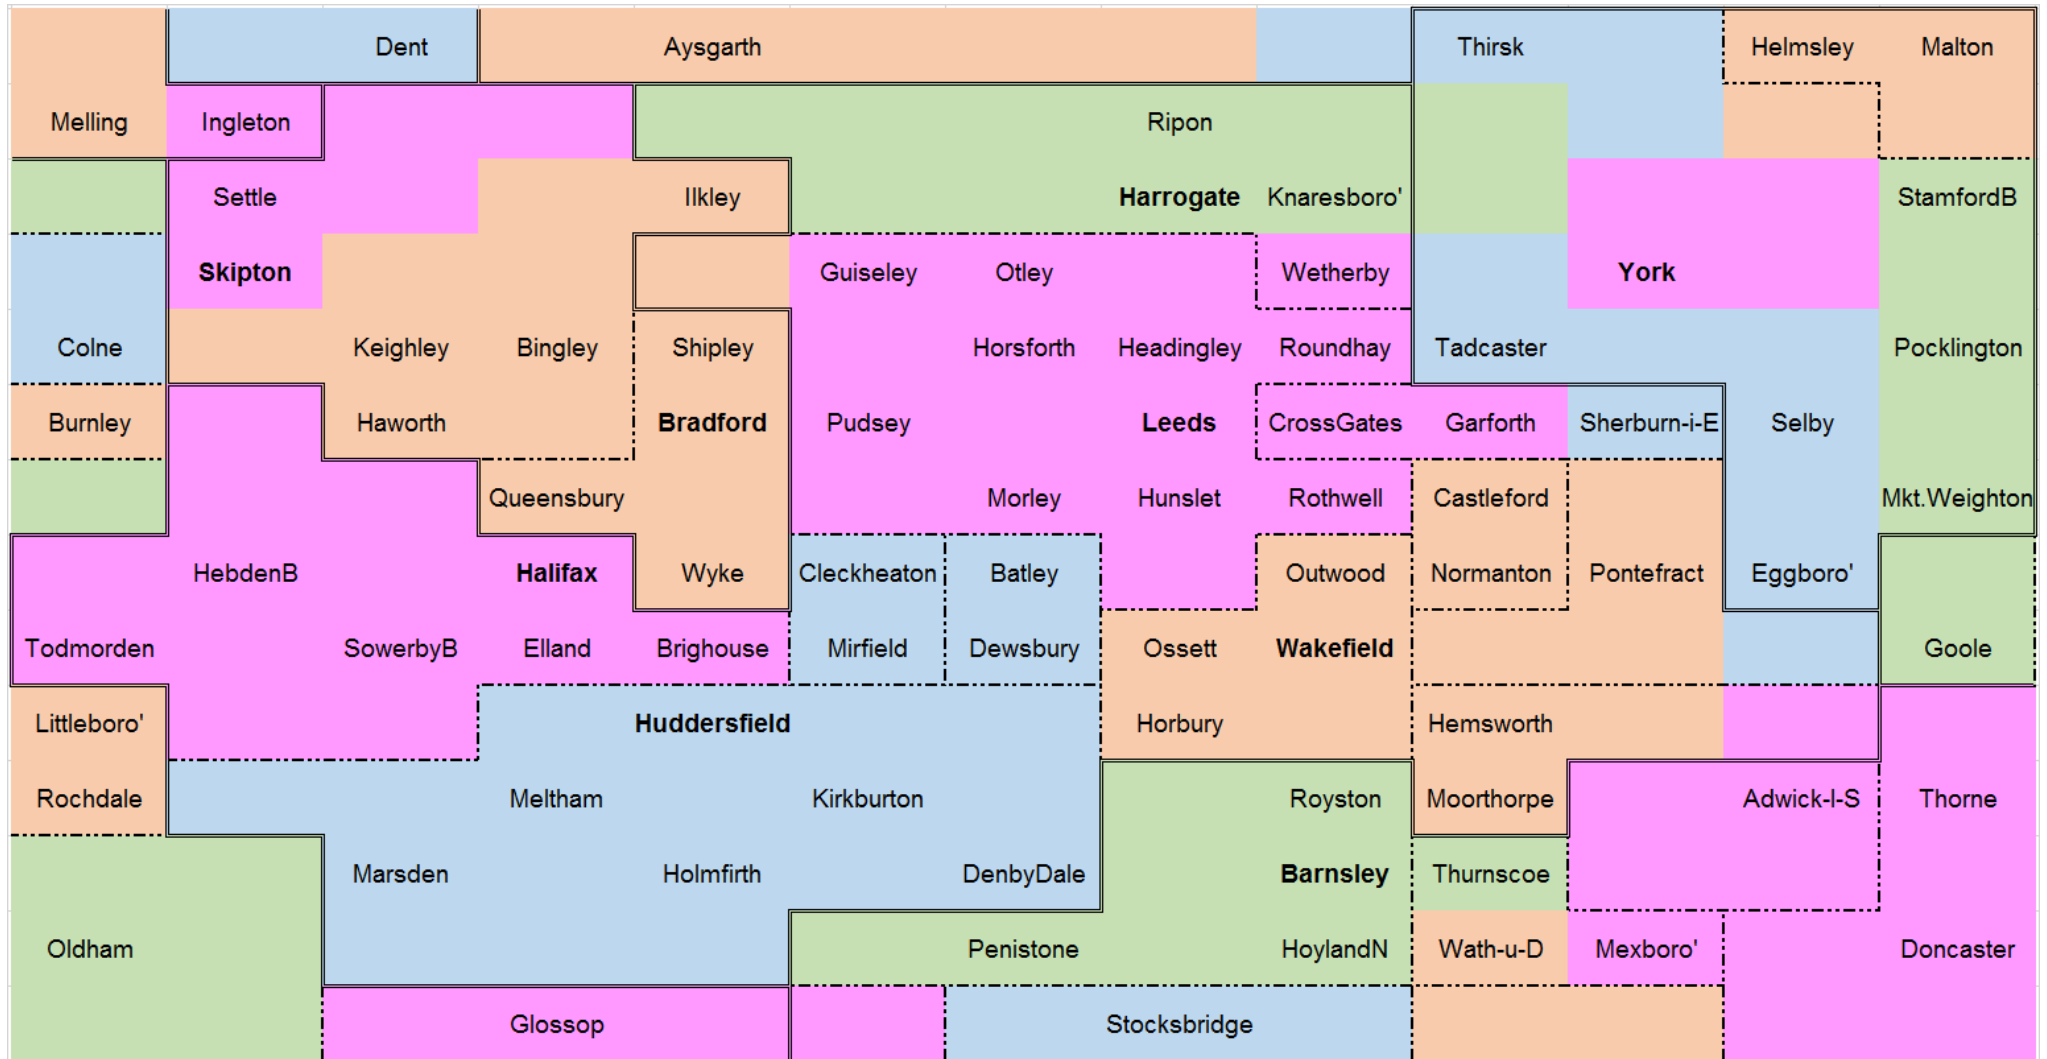 Dent Aysgarth Thirsk Helmsley Malton
Melling Ingleton Ripon
Settle Ilkley Harrogate Knaresboro' StamfordB
Skipton Guiseley Otley Wetherby York
Colne Keighley Bingley Shipley Horsforth Headingley Roundhay Tadcaster Pocklington
Burnley Haworth Bradford Pudsey Leeds CrossGates Garforth Sherburn-i-E Selby
Queensbury Morley Hunslet Rothwell Castleford Mkt.Weighton
HebdenB Halifax Wyke Cleckheaton Batley Outwood Normanton Pontefract Eggboro'
Todmorden SowerbyB Elland Brighouse Mirfield Dewsbury Ossett Wakefield Goole
Littleboro' Huddersfield Horbury Hemsworth
Rochdale Meltham Kirkburton Royston Moorthorpe Adwick-l-S Thorne
Marsden Holmfirth DenbyDale Barnsley Thurnscoe
Oldham Penistone HoylandN Wath-u-D Mexboro' Doncaster
Glossop Stocksbridge